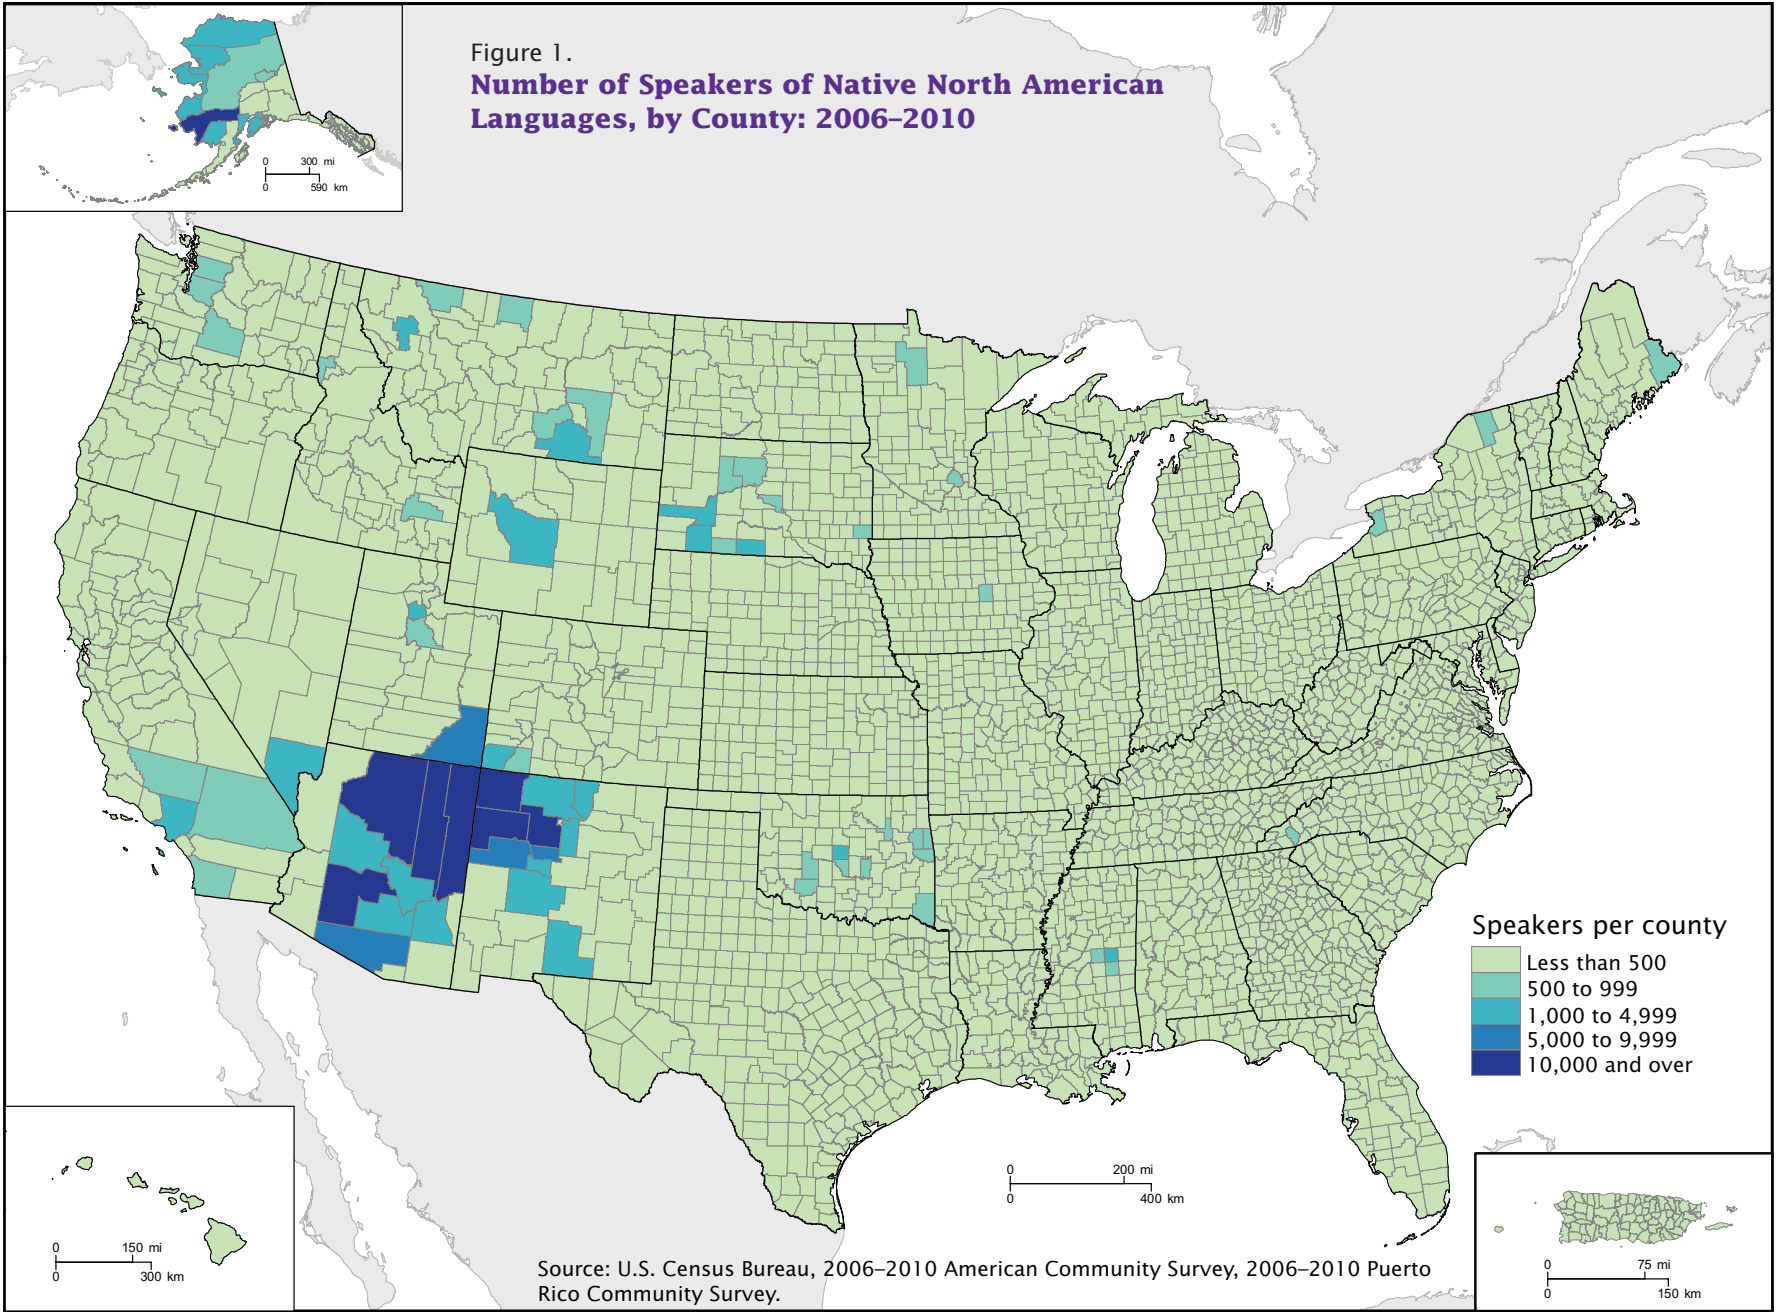 0 300 mi
0 590 km
Figure 1.
Number of Speakers of Native North American
Languages, by County: 2006–2010
Speakers per county
Less than 500
500 to 999
1,000 to 4,999
5,000 to 9,999
10,000 and over
0 200 mi
0 400 km
0 150 mi
0 300 km
0 75 mi
0 150 km
Source: U.S. Census Bureau, 2006–2010 American Community Survey, 2006–2010 Puerto
Rico Community Survey.